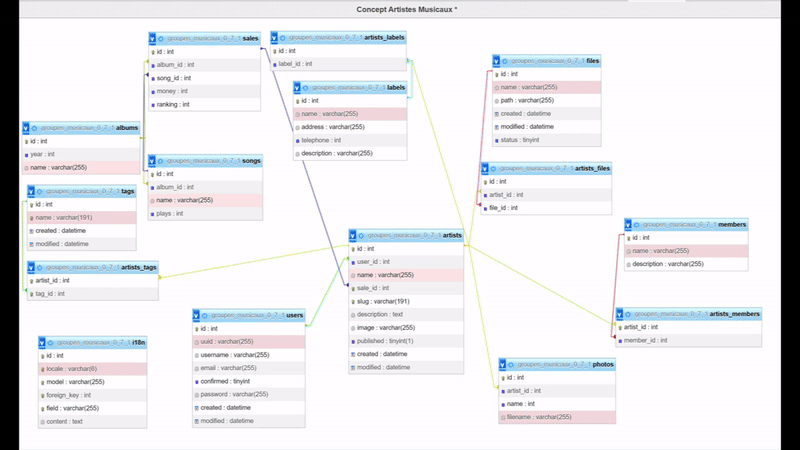 Concept Artistes Musicaux *
groupes_musicaux_0_7_1 sales
id : int
album_id : int
song_id : int
money : int
ranking : int
groupes_musicaux_0_7_1 artists_labels
id : int
label_id : int
groupes_musicaux_0_7_1 labels
id : int
name : varchar(255)
address : varchar(255)
telephone : int
description : varchar(255)
groupes_musicaux_0_7_1 files
id : int
name : varchar(255)
path : varchar(255)
created : datetime
modified : datetime
status : tinyint
groupes_musicaux_0_7_1 albums
id : int
year : int
name : varchar(255)
groupes_musicaux_0_7_1 songs
id : int
album_id : int
name : varchar(255)
plays : int
groupes_musicaux_0_7_1 artists_files
id : int
artist_id : int
file_id : int
groupes_musicaux_0_7_1 tags
id : int
name : varchar(191)
created : datetime
modified : datetime
groupes_musicaux_0_7_1 artists
id : int
user_id : int
name : varchar(255)
sale_id : int
slug : varchar(191)
description : text
image : varchar(255)
published : tinyint(1)
created : datetime
modified : datetime
groupes_musicaux_0_7_1 members
id : int
name : varchar(255)
description : varchar(255)
groupes_musicaux_0_7_1 artists_tags
artist_id : int
tag_id : int
groupes_musicaux_0_7_1 users
id : int
uuid : varchar(255)
username : varchar(255)
email : varchar(255)
confirmed : tinyint
password : varchar(255)
created : datetime
modified : datetime
groupes_musicaux_0_7_1 artists_members
artist_id : int
member_id : int
groupes_musicaux_0_7_1 i18n
id : int
locale : varchar(6)
model : varchar(255)
foreign_key : int
field : varchar(255)
content : text
groupes_musicaux_0_7_1 photos
id : int
artist_id : int
name : int
filename : varchar(255)